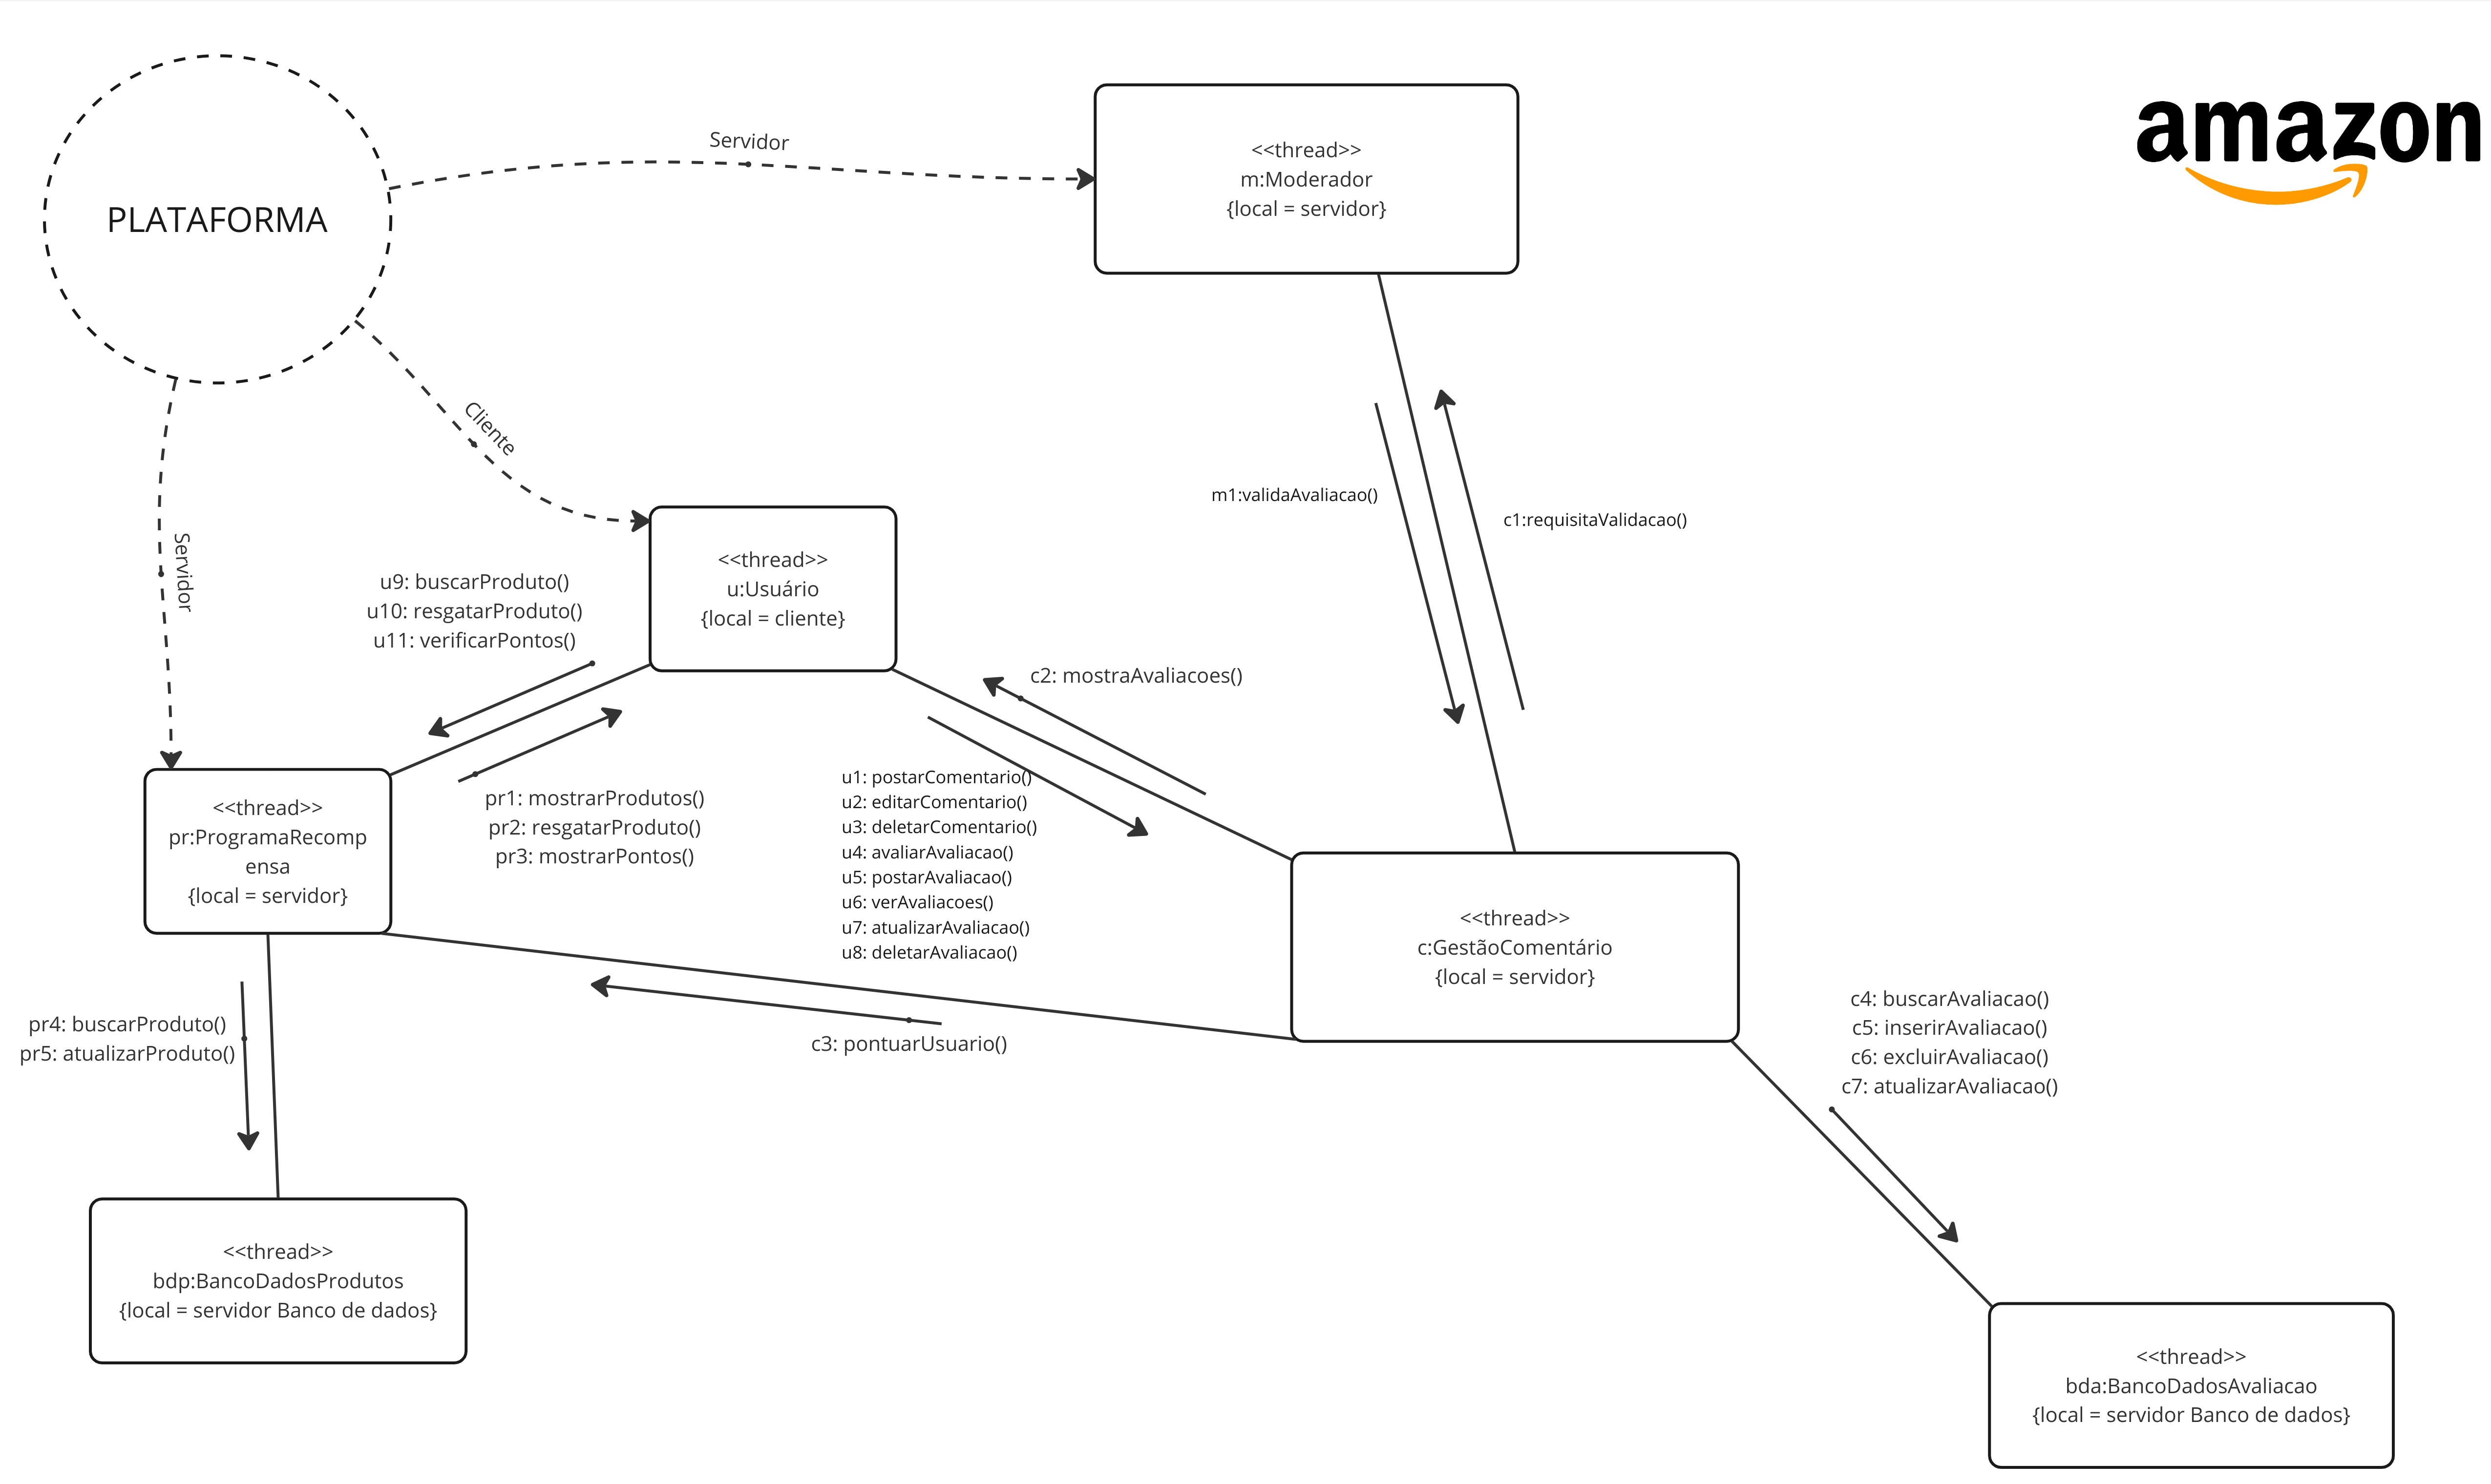 amazon
PLATAFORMA
Servidor
<<thread>>
m:Moderador
{local = servidor}
Cliente
Servidor
m1:validaAvaliacao()
c1:requisitaValidacao()
<<thread>>
u:Usuário
{local = cliente}
u9: buscarProduto()
u10: resgatarProduto()
u11: verificarPontos()
c2: mostraAvaliacoes()
<<thread>>
pr:ProgramaRecomp
ensa
{local = servidor}
pr1: mostrarProdutos()
pr2: resgatarProduto()
pr3: mostrarPontos()
u1: postarComentario()
u2: editarComentario()
u3: deletarComentario()
u4: avaliarAvaliacao()
u5: postarAvaliacao()
u6: verAvaliacoes()
u7: atualizarAvaliacao()
u8: deletarAvaliacao()
<<thread>>
c:GestãoComentário
{local = servidor}
pr4: buscarProduto()
pr5: atualizarProduto()
c3: pontuarUsuario()
c4: buscarAvaliacao()
c5: inserirAvaliacao()
c6: excluirAvaliacao()
c7: atualizarAvaliacao()
<<thread>>
bdp:BancoDadosProdutos
{local = servidor Banco de dados}
<<thread>>
bda:BancoDadosAvaliacao
{local = servidor Banco de dados}